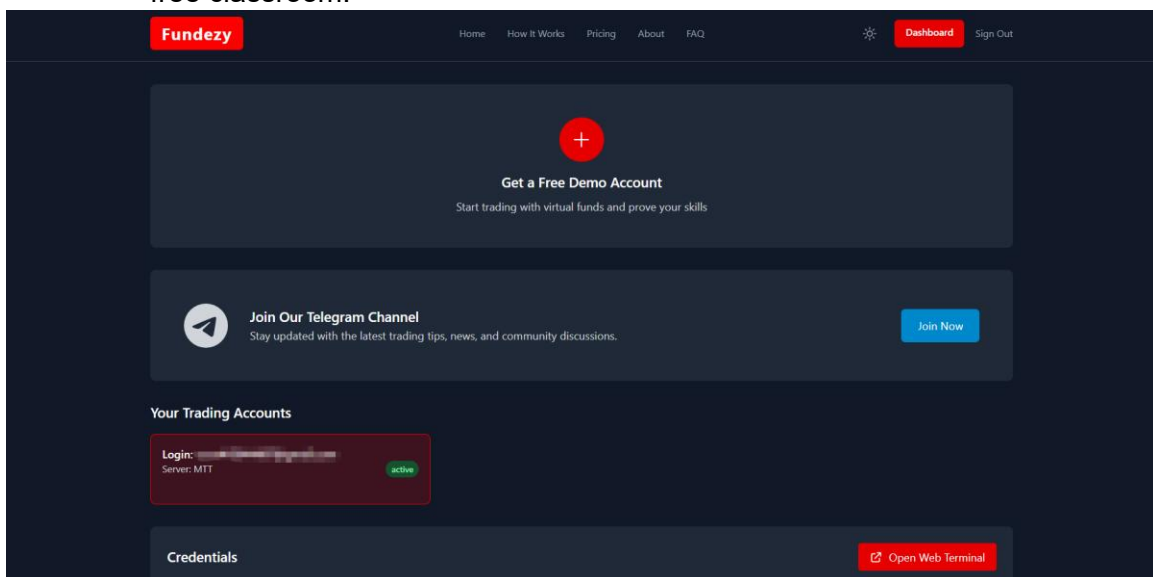 free classroom.
Fundezy
Home How It Works Pricing About FAQ
Dashboard Sign Out
Get a Free Demo Account
Start trading with virtual funds and prove your skills
Join Our Telegram Channel
Stay updated with the latest trading tips, news, and community discussions.
Join Now
Your Trading Accounts
Login:
Server: MTT
active
Credentials
Open Web Terminal